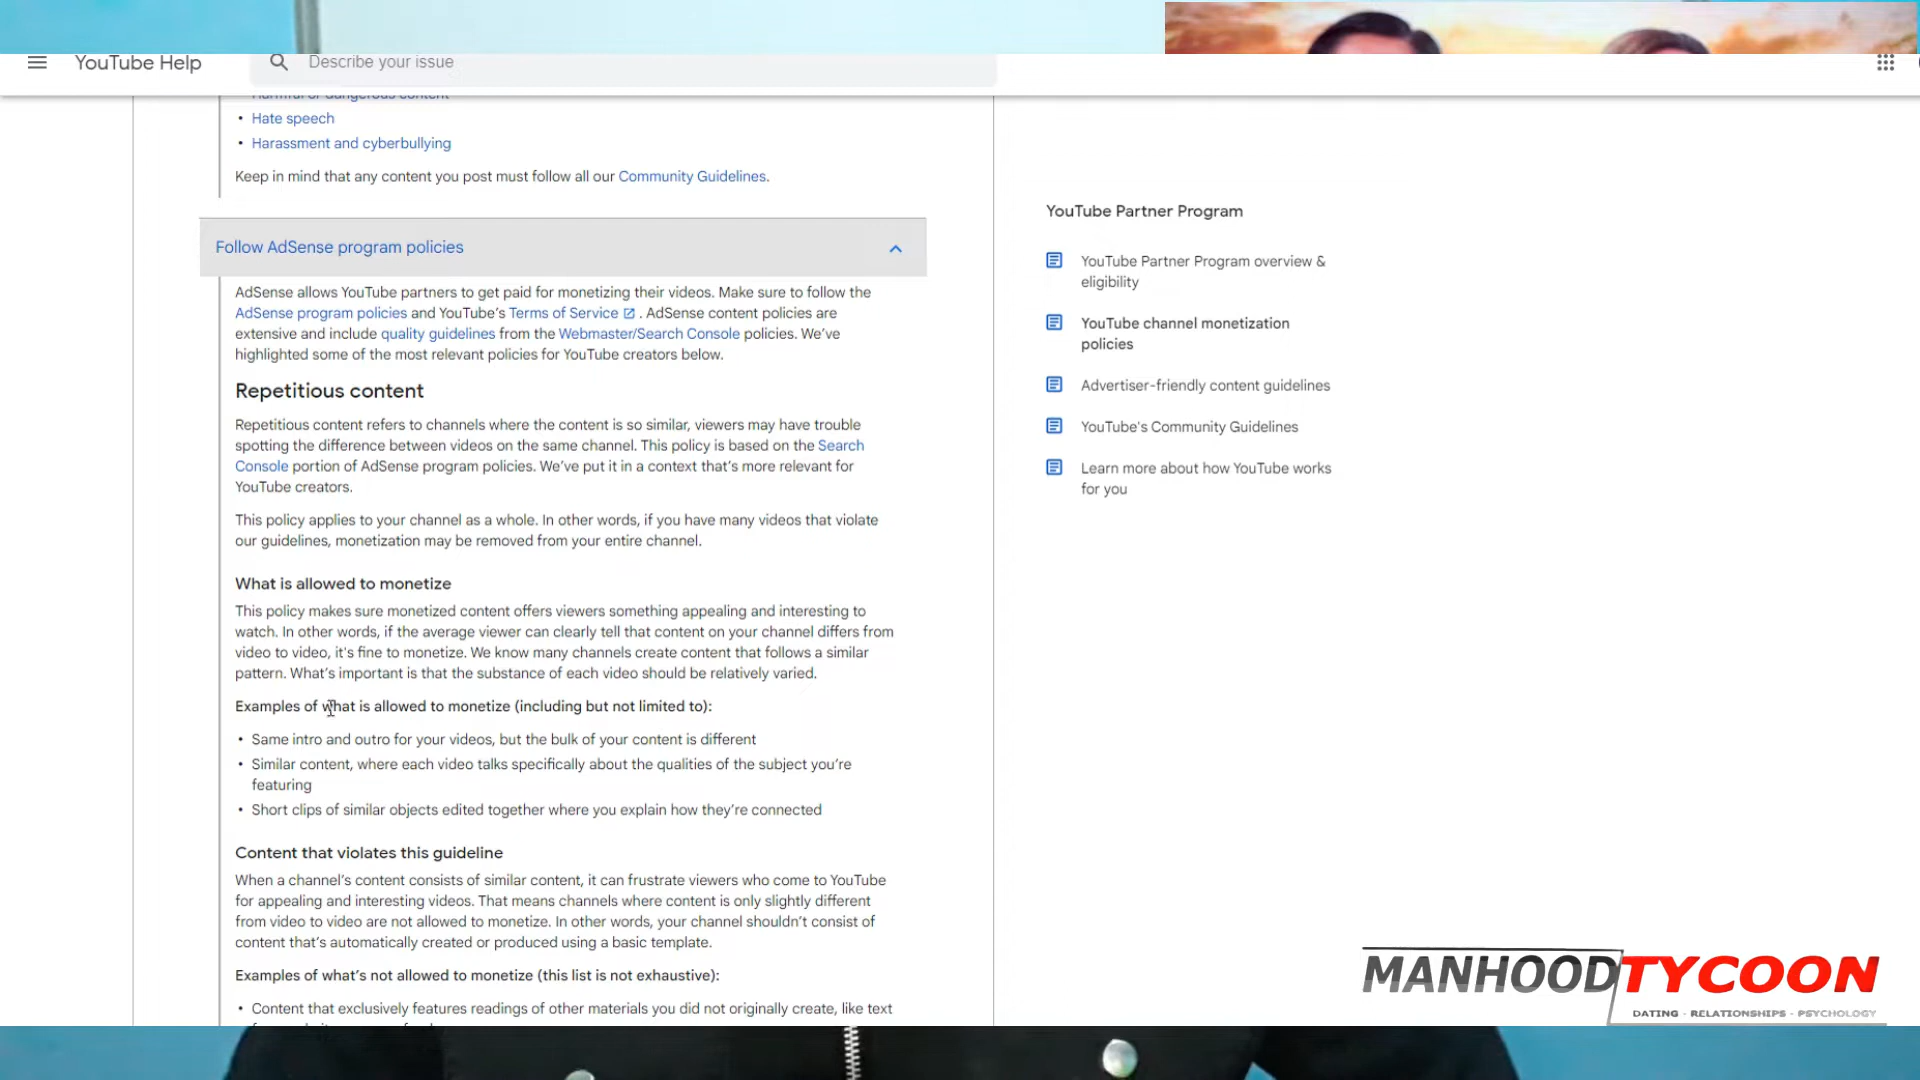 YouTube Help
Describe your issue
Harmful or dangerous content
• Hate speech
• Harassment and cyberbullying
Keep in mind that any content you post must follow all our Community Guidelines.
Follow AdSense program policies
AdSense allows YouTube partners to get paid for monetizing their videos. Make sure to follow the
AdSense program policies and YouTube's Terms of Service . AdSense content policies are
extensive and include quality guidelines from the Webmaster/Search Console policies. We've
highlighted some of the most relevant policies for YouTube creators below.
Repetitious content
Repetitious content refers to channels where the content is so similar, viewers may have trouble
spotting the difference between videos on the same channel. This policy is based on the Search
Console portion of AdSense program policies. We've put it in a context that's more relevant for
YouTube creators.
This policy applies to your channel as a whole. In other words, if you have many videos that violate
our guidelines, monetization may be removed from your entire channel.
What is allowed to monetize
This policy makes sure monetized content offers viewers something appealing and interesting to
watch. In other words, if the average viewer can clearly tell that content on your channel differs from
video to video, it's fine to monetize. We know many channels create content that follows a similar
pattern. What's important is that the substance of each video should be relatively varied.
Examples of what is allowed to monetize (including but not limited to):
• Same intro and outro for your videos, but the bulk of your content is different
• Similar content, where each video talks specifically about the qualities of the subject you're
featuring
• Short clips of similar objects edited together where you explain how they're connected
Content that violates this guideline
When a channel's content consists of similar content, it can frustrate viewers who come to YouTube
for appealing and interesting videos. That means channels where content is only slightly different
from video to video are not allowed to monetize. In other words, your channel shouldn't consist of
content that's automatically created or produced using a basic template.
Examples of what's not allowed to monetize (this list is not exhaustive):
• Content that exclusively features readings of other materials you did not originally create, like text
YouTube Partner Program
YouTube Partner Program overview &
eligibility
YouTube channel monetization
policies
Advertiser-friendly content guidelines
YouTube's Community Guidelines
Learn more about how YouTube works
for you
MANHOODTYCOON
DATING - RELATIONSHIPS - PSYCHOLOGY